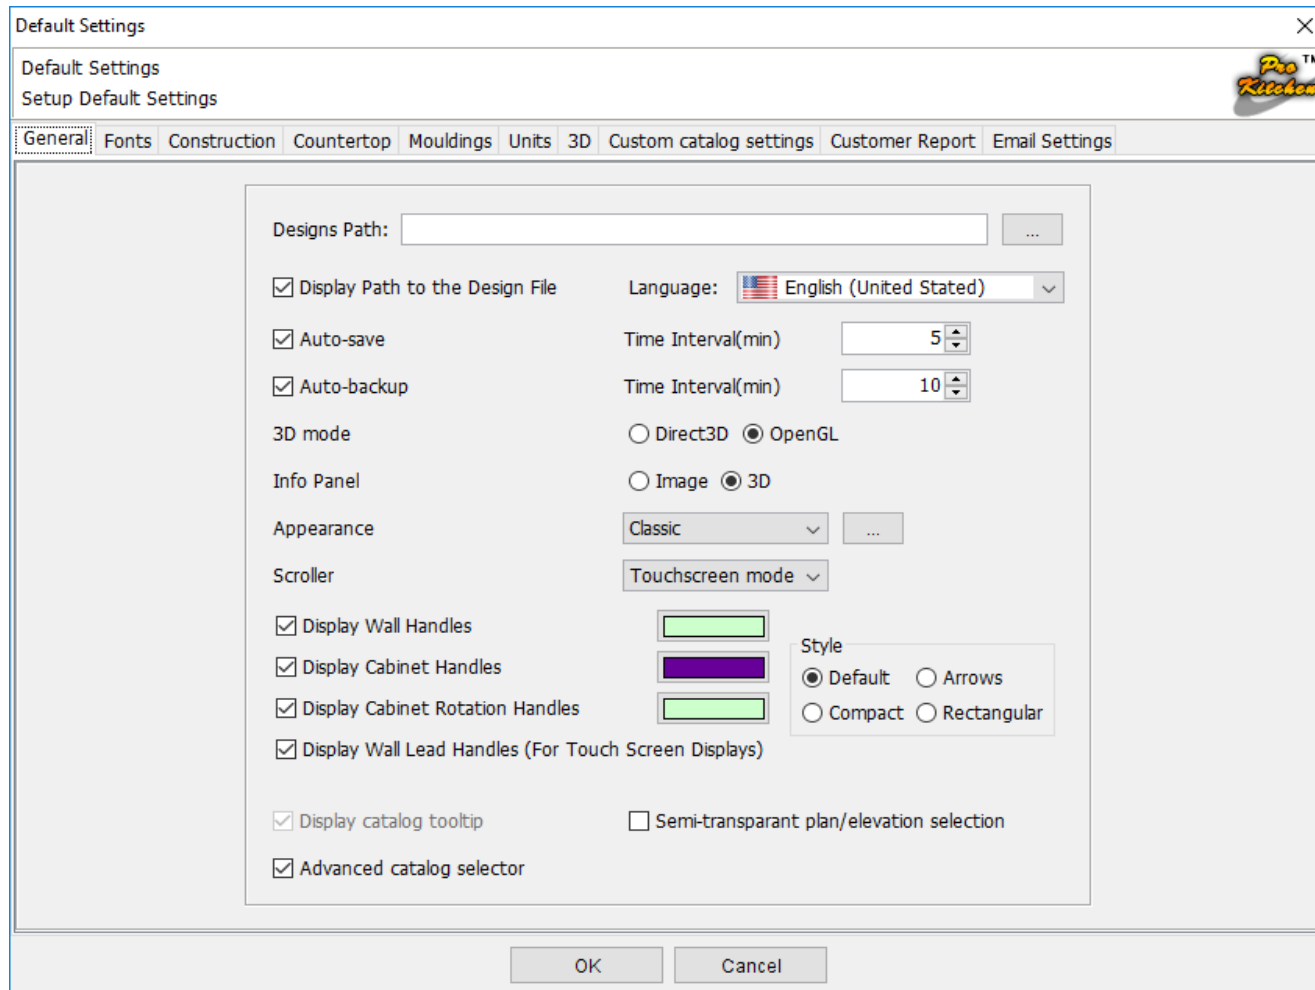 Default Settings
Default Settings
Setup Default Settings
Pro TM
Kitchen
General Fonts Construction Countertop Mouldings Units 3D Custom catalog settings Customer Report Email Settings
Designs Path: ...
Display Path to the Design File Language: English (United Stated)
Auto-save Time Interval(min) 5
Auto-backup Time Interval(min) 10
3D mode Direct3D OpenGL
Info Panel Image 3D
Appearance Classic ...
Scroller Touchscreen mode
Display Wall Handles
Style
Display Cabinet Handles Default Arrows
Display Cabinet Rotation Handles Compact Rectangular
Display Wall Lead Handles (For Touch Screen Displays)
Display catalog tooltip Semi-transparant plan/elevation selection
Advanced catalog selector
OK Cancel